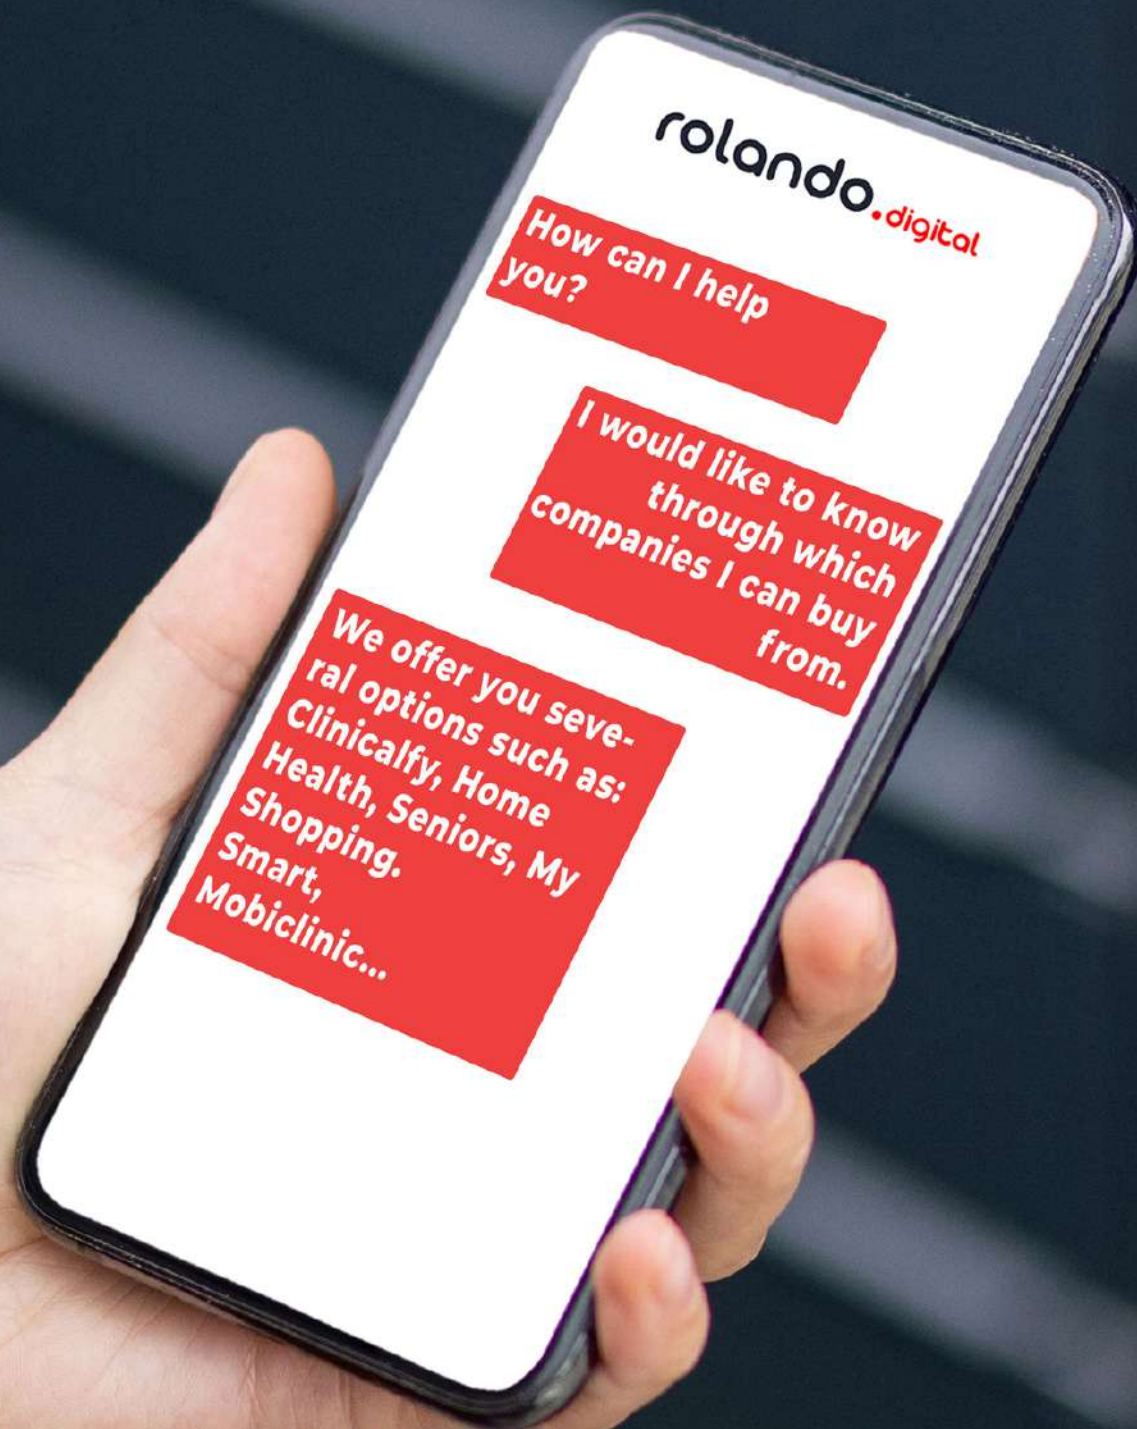 rolando.digital
How can I help
you?
I would like to know
through which
companies I can buy
from.
We offer you seve-
ral options such as:
Clinicalfy, Home
Health, Seniors, My
Shopping.
Smart,
Mobiclinic...